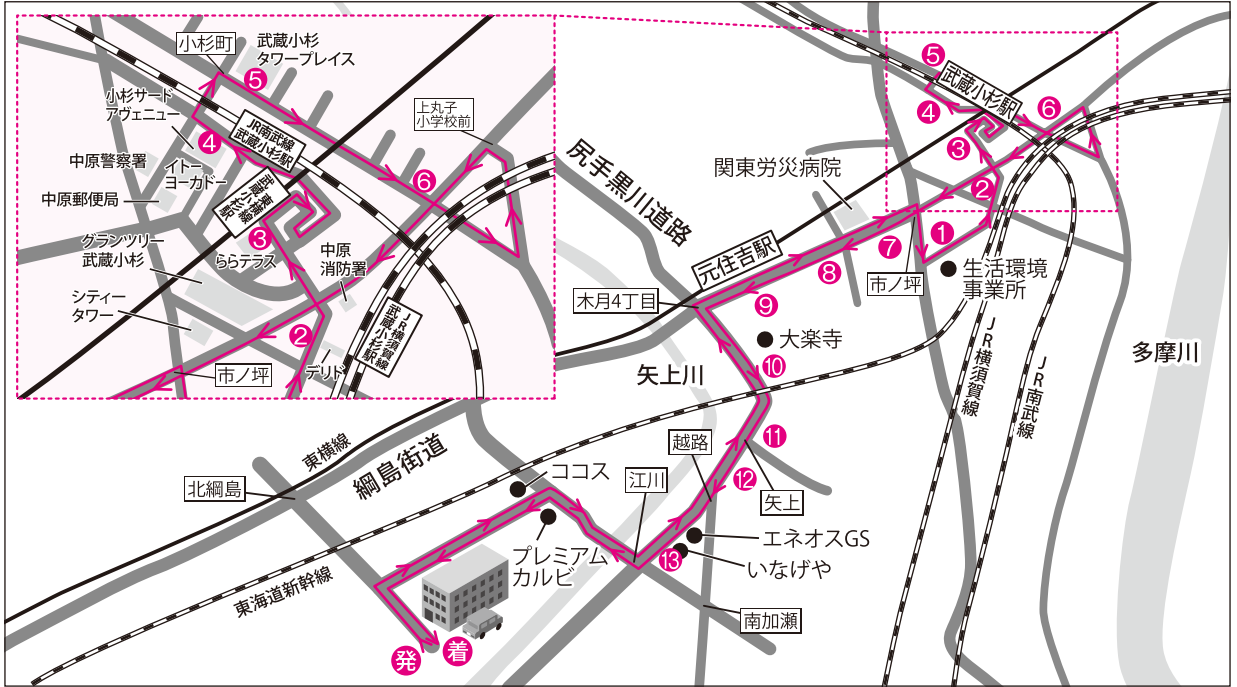 小杉町
武蔵小杉
タワープレイス
⑤
小杉サード
アヴェニュー
④
JR南武線
武蔵小杉駅
上丸子
小学校前
中原警察署
イトー
ヨーカドー
中原郵便局
東横線
武蔵小杉駅
⑥
③
ららテラス
グランツリー
武蔵小杉
中原
消防署
シティー
タワー
②
デリド
JR横須賀線
武蔵小杉駅
市ノ坪
⑤
武蔵小杉駅
④
⑥
③
②
①
尻手黒川道路
関東労災病院
元住吉駅
⑦
⑧
市ノ坪
生活環境
事業所
木月4丁目
⑨
大楽寺
⑩
矢上川
JR横須賀線
JR南武線
多摩川
東横線
綱島街道
越路
⑪
⑫
矢上
北綱島
ココス
江川
プレミアム
カルビ
エネオスGS
⑬
いなげや
東海道新幹線
南加瀬
発
着